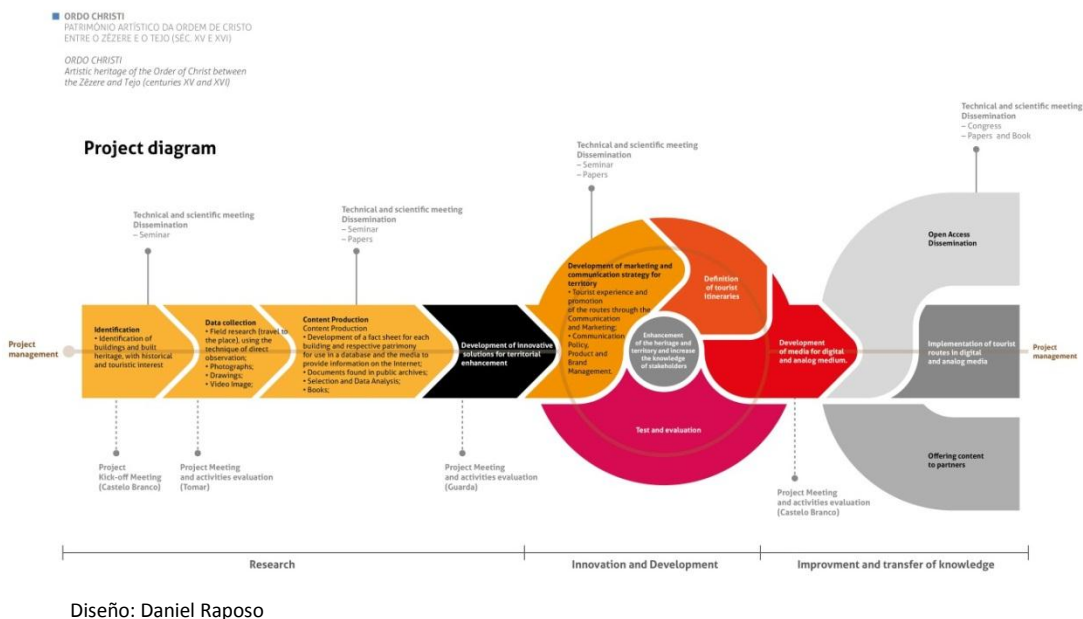 ORDO CHRISTI
PATRIMÓNIO ARTÍSTICO DA ORDEM DE CRISTO
ENTRE O ZÊZERE E O TEJO (SÉC. XV E XVI)
ORDO CHRISTI
Artistic heritage of the Order of Christ between
the Zêzere and Tejo (centuries XV and XVI)
Project diagram
Technical and scientific meeting
Dissemination
– Seminar
Technical and scientific meeting
Dissemination
– Seminar
– Papers
Technical and scientific meeting
Dissemination
– Seminar
– Papers
Technical and scientific meeting
Dissemination
– Congress
– Papers and Book
Project
management
Identification
• Identification of
buildings and built
heritage, with historical
and touristic interest
Data collection
• Field research (travel to
the place), using the
technique of direct
observation;
• Photographs;
• Drawings;
• Video Image;
Content Production
Content Production
• Development of a fact sheet for each
building and respective patrimony
for use in a database and the media to
provide information on the Internet;
• Documents found in public archives;
• Selection and Data Analysis;
• Books;
Development of innovative
solutions for territorial
enhancement
Development of marketing and
communication strategy for
territory
• Tourist experience and
promotion
of the routes through the
Communication
and Marketing;
• Communication
Policy,
Product and
Brand
Management.
Definition
of tourist
itineraries
Enhancement
of the heritage and
territory and increase
the knowledge
of stakeholders
Test and evaluation
Development
of media for digital
and analog medium.
Open Access
Dissemination
Implementation of tourist
routes in digital
and analog media
Offering content
to partners
Project
management
Project
Kick-off Meeting
(Castelo Branco)
Project Meeting
and activities evaluation
(Tomar)
Project Meeting
and activities evaluation
(Guarda)
Project Meeting
and activities evaluation
(Castelo Branco)
Research
Innovation and Development
Improvment and transfer of knowledge
Diseño: Daniel Raposo